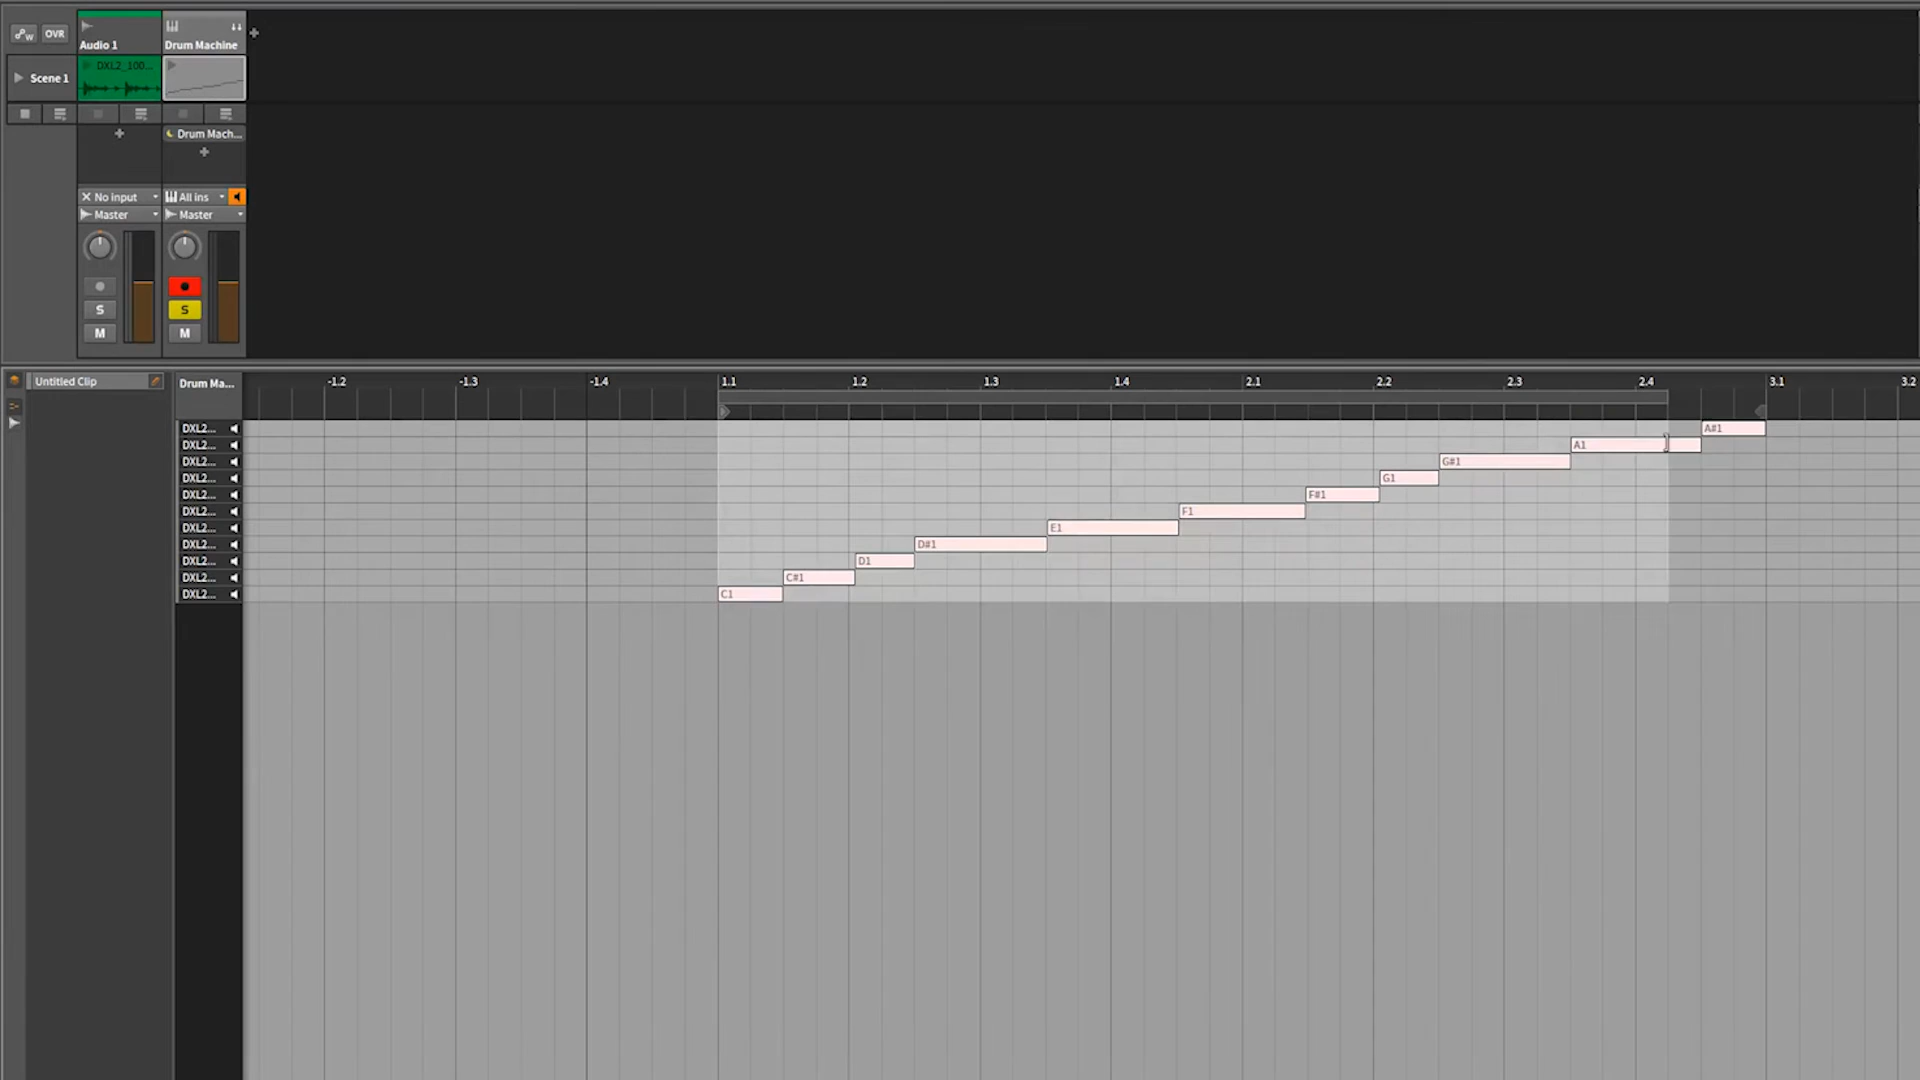 OVR
Audio 1
Drum Machine
Scene 1
DXL2_100...
Drum Mach...
No input
All ins
Master
Master
S
S
M
M
Untitled Clip
Drum Ma...
-1.2 -1.3 -1.4 1.1 1.2 1.3 1.4 2.1 2.2 2.3 2.4 3.1 3.2
DXL2... A#1
DXL2... A1
DXL2... G#1
DXL2... G1
DXL2... F#1
DXL2... F1
DXL2... E1
DXL2... D#1
DXL2... D1
DXL2... C#1
DXL2... C1